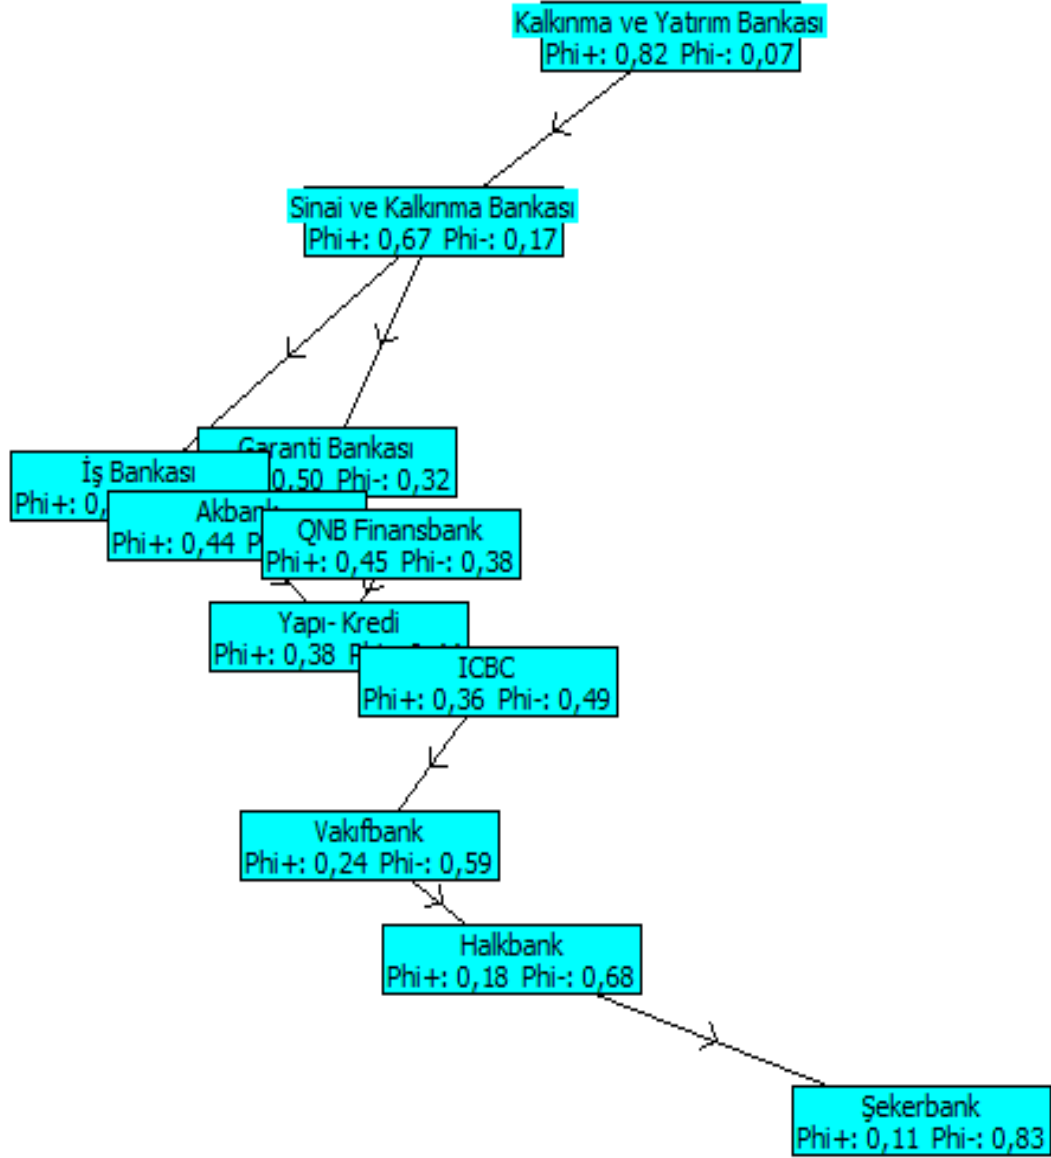 Kalkınma ve Yatırım Bankası
Phi+: 0,82 Phi-: 0,07
Sinai ve Kalkınma Bankası
Phi+: 0,67 Phi-: 0,17
Garanti Bankası
0,50 Phi-: 0,32
İş Bankası
Phi+: 0,
Akbank
Phi+: 0,44 P
QNB Finansbank
Phi+: 0,45 Phi-: 0,38
Yapı- Kredi
Phi+: 0,38
ICBC
Phi+: 0,36 Phi-: 0,49
Vakıfbank
Phi+: 0,24 Phi-: 0,59
Halkbank
Phi+: 0,18 Phi-: 0,68
Şekerbank
Phi+: 0,11 Phi-: 0,83